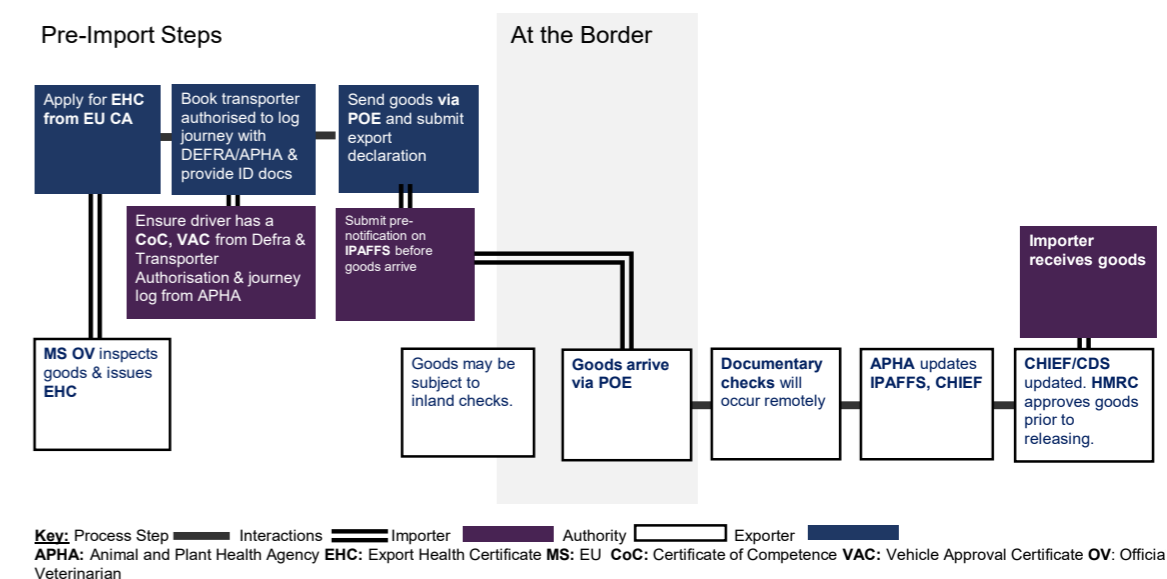 Pre-Import Steps
At the Border
Apply for EHC
from EU CA
Book transporter
authorised to log
journey with
DEFRA/APHA &
provide ID docs
Send goods via
POE and submit
export
declaration
Ensure driver has a
CoC, VAC from Defra &
Transporter
Authorisation & journey
log from APHA
Submit pre-
notification on
IPAFFS before
goods arrive
Importer
receives goods
MS OV inspects
goods & issues
EHC
Goods may be
subject to
inland checks.
Goods arrive
via POE
Documentary
checks will
occur remotely
APHA updates
IPAFFS, CHIEF
CHIEF/CDS
updated. HMRC
approves goods
prior to
releasing.
Key: Process Step Interactions Importer Authority Exporter
APHA: Animal and Plant Health Agency EHC: Export Health Certificate MS: EU CoC: Certificate of Competence VAC: Vehicle Approval Certificate OV: Officia
Veterinarian